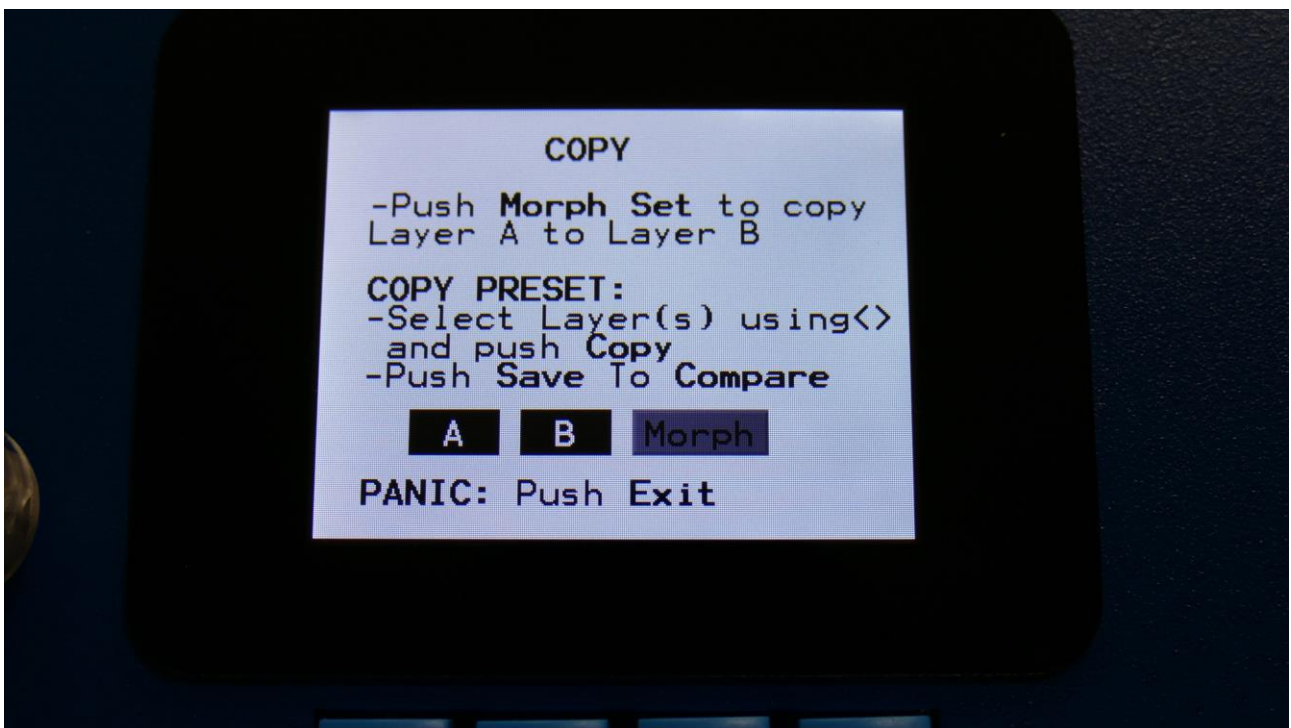 COPY
-Push Morph Set to copy
Layer A to Layer B
COPY PRESET:
-Select Layer(s) using<>
and push Copy
-Push Save To Compare
A B Morph
PANIC: Push Exit